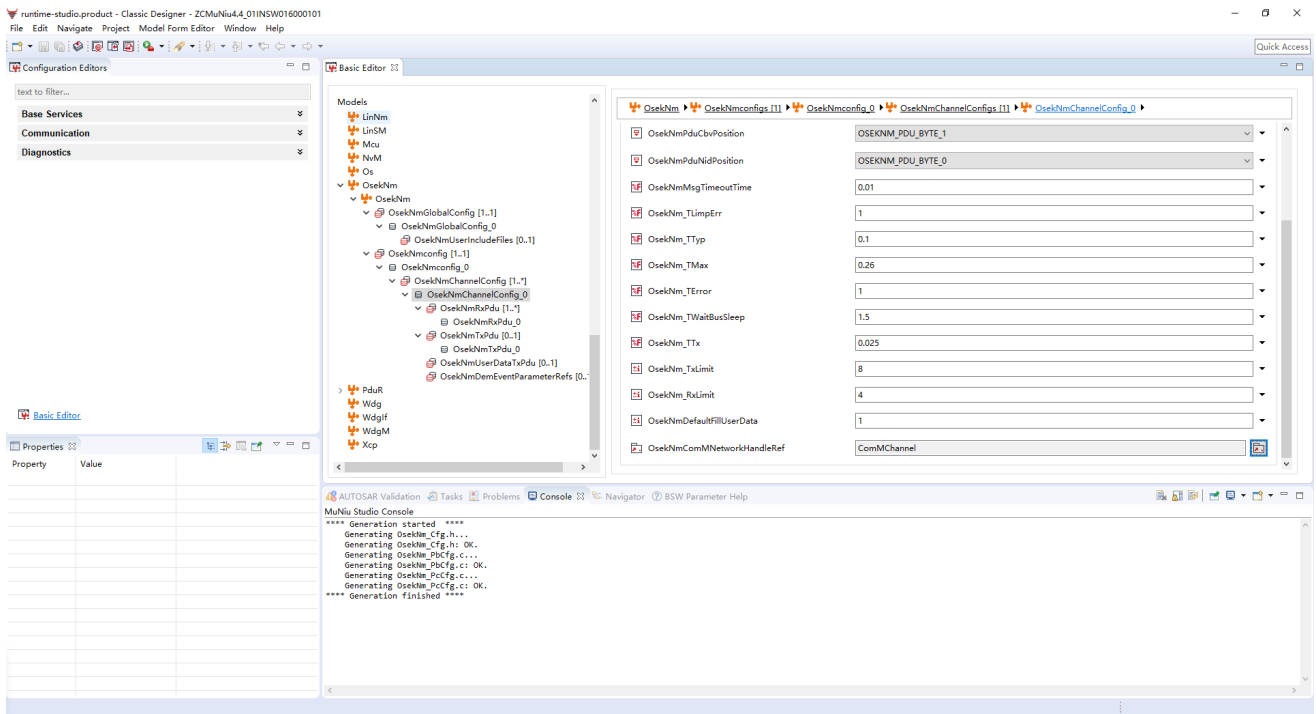 runtime-studio.product - Classic Designer - ZCMuNiu4.4_01INSW016000101
File Edit Navigate Project Model Form Editor Window Help
Quick Access
Configuration Editors
text to filter...
Base Services
Communication
Diagnostics
Basic Editor
Properties
Property Value
Basic Editor
Models
LinNm
LinSM
Mcu
NvM
Os
OsekNm
OsekNm
OsekNmGlobalConfig [1..1]
OsekNmGlobalConfig_0
OsekNmUserIncludeFiles [0..1]
OsekNmconfig [1..1]
OsekNmconfig_0
OsekNmChannelConfig [1..*]
OsekNmChannelConfig_0
OsekNmRxPdu [1..*]
OsekNmRxPdu_0
OsekNmTxPdu [0..1]
OsekNmTxPdu_0
OsekNmUserDataTxPdu [0..1]
OsekNmDemEventParameterRefs [0..
PduR
Wdg
WdgIf
WdgM
Xcp
OsekNm OsekNmconfigs [1] OsekNmconfig_0 OsekNmChannelConfigs [1] OsekNmChannelConfig_0
OsekNmPduCbvPosition OSEKNM_PDU_BYTE_1
OsekNmPduNidPosition OSEKNM_PDU_BYTE_0
OsekNmMsgTimeoutTime 0.01
OsekNm_TLimpErr 1
OsekNm_TTyp 0.1
OsekNm_TMax 0.26
OsekNm_TError 1
OsekNm_TWaitBusSleep 1.5
OsekNm_TTx 0.025
OsekNm_TxLimit 8
OsekNm_RxLimit 4
OsekNmDefaultFillUserData 1
OsekNmComMNetworkHandleRef ComMChannel
AUTOSAR Validation Tasks Problems Console Navigator BSW Parameter Help
MuNiu Studio Console
**** Generation started ****
Generating OsekNm_Cfg.h...
Generating OsekNm_Cfg.h: OK.
Generating OsekNm_PbCfg.c...
Generating OsekNm_PbCfg.c: OK.
Generating OsekNm_PcCfg.c...
Generating OsekNm_PcCfg.c: OK.
**** Generation finished ****